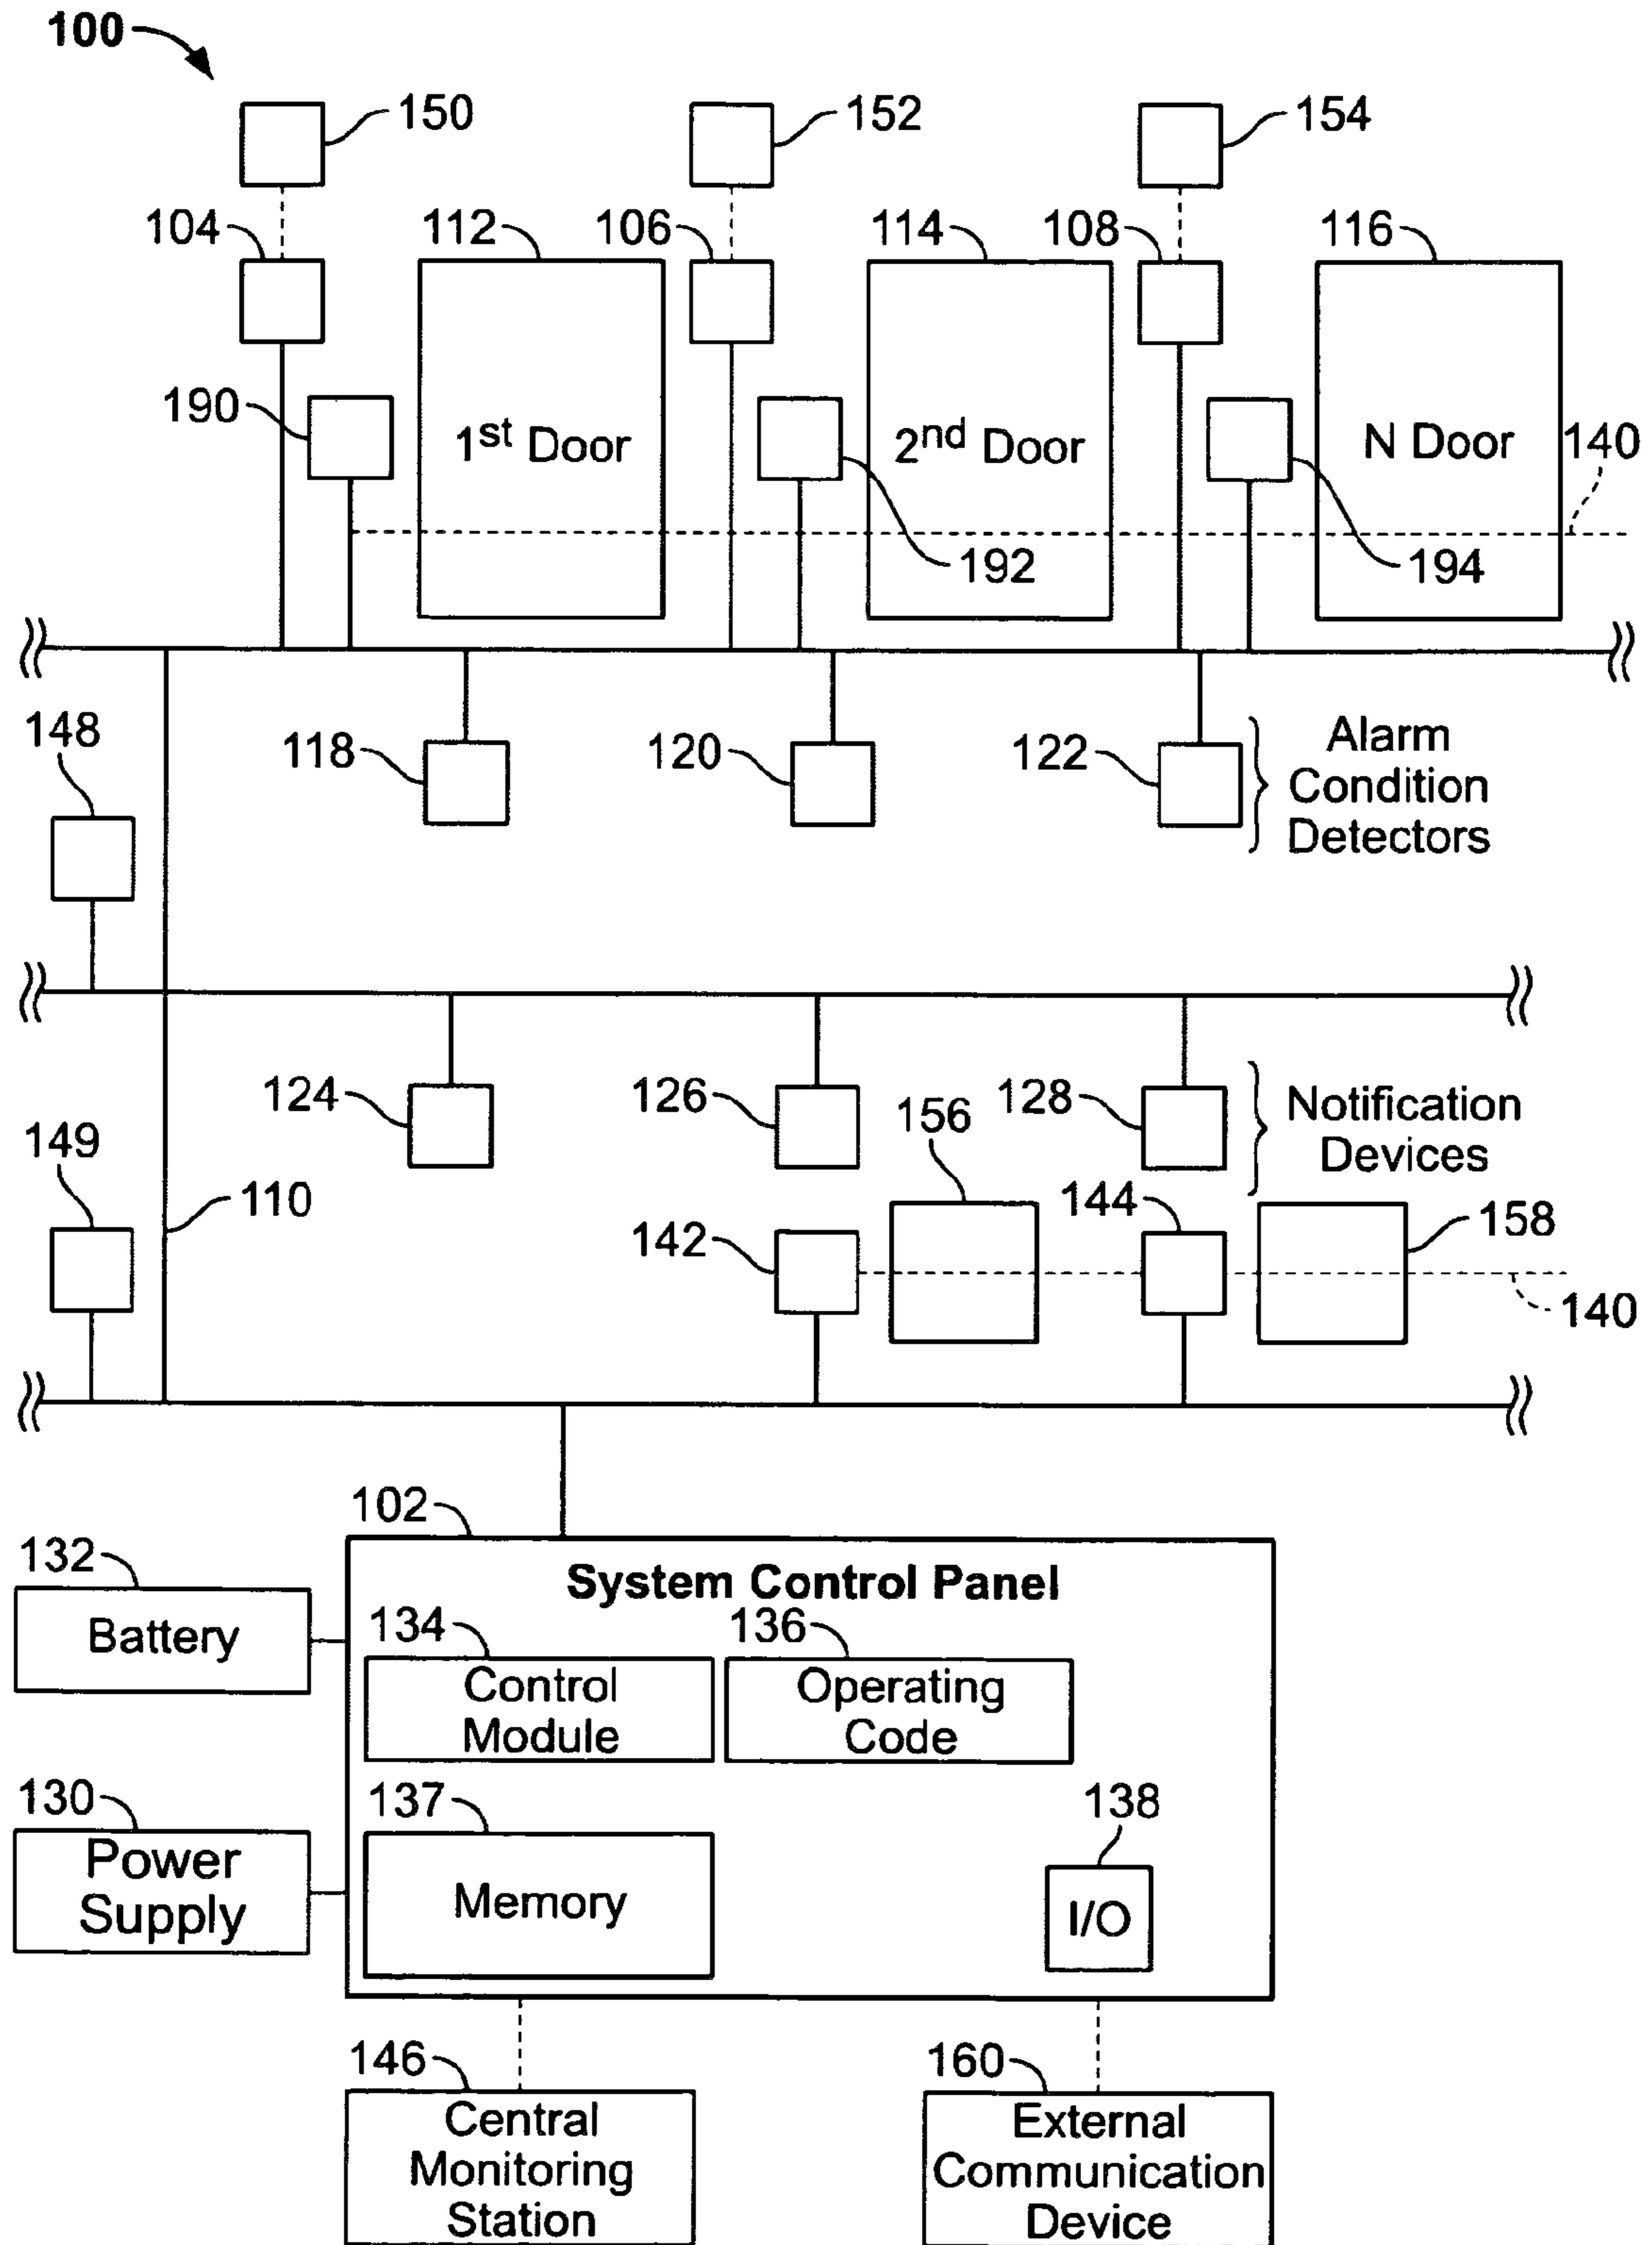 100
150
152
154
104
112
106
114
108
116
190
1st Door
2nd Door
N Door
140
192
194
148
118
120
122
Alarm
Condition
Detectors
124
126
128
156
Notification
Devices
149
110
142
144
158
140
102
132
System Control Panel
Battery
134
136
Control
Module
Operating
Code
130
137
138
Power
Supply
Memory
I/O
146
160
Central
Monitoring
Station
External
Communication
Device